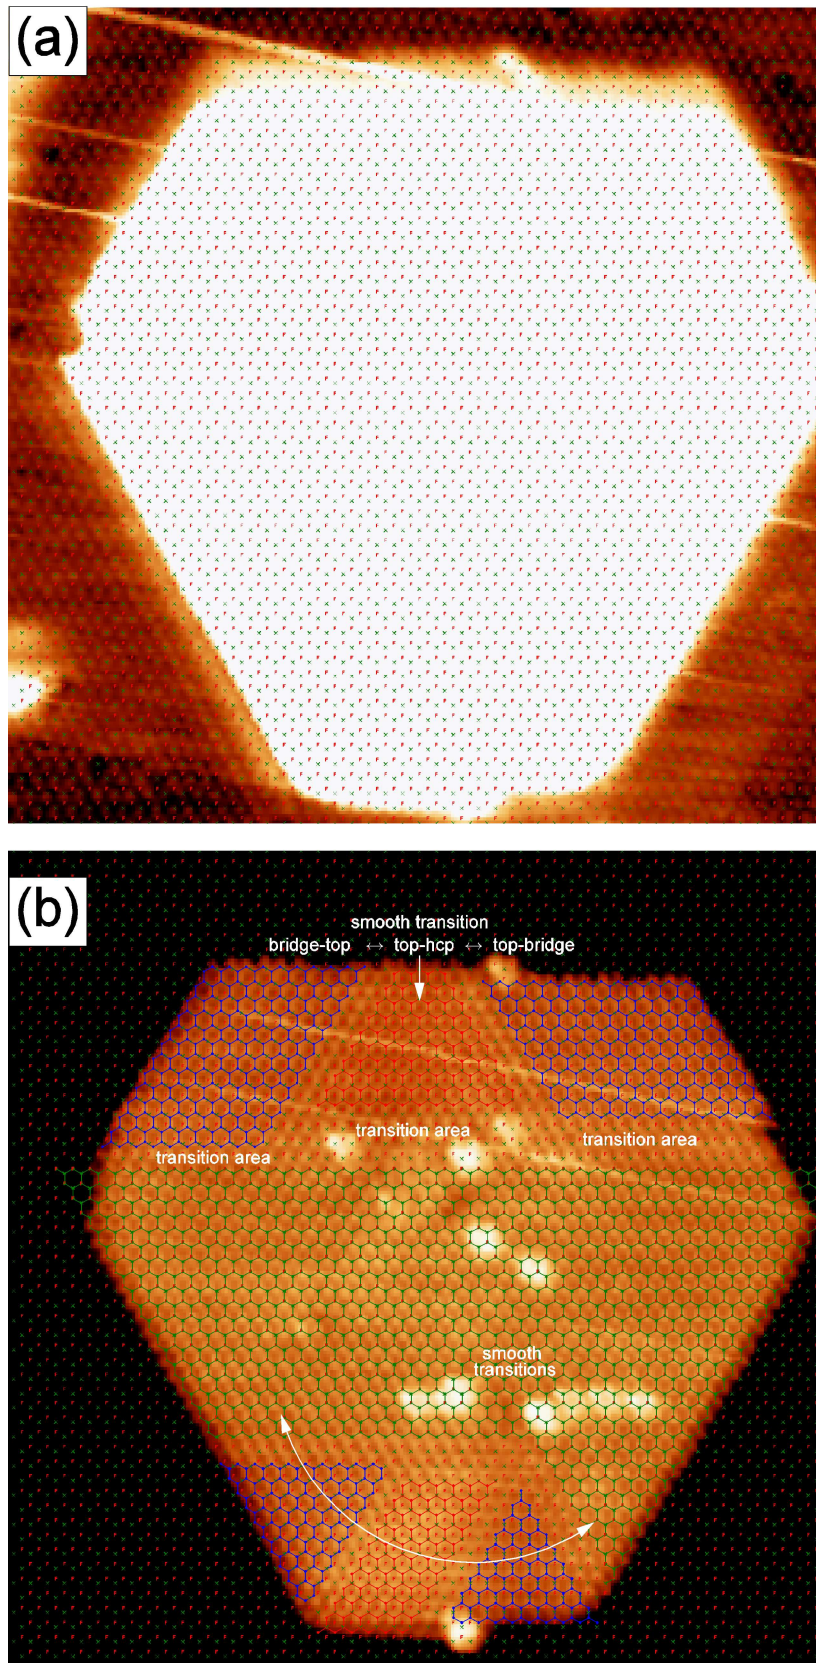 (a)
(b)
smooth transition
bridge-top ↔ top-hcp ↔ top-bridge
transition area
transition area
transition area
smooth
transitions